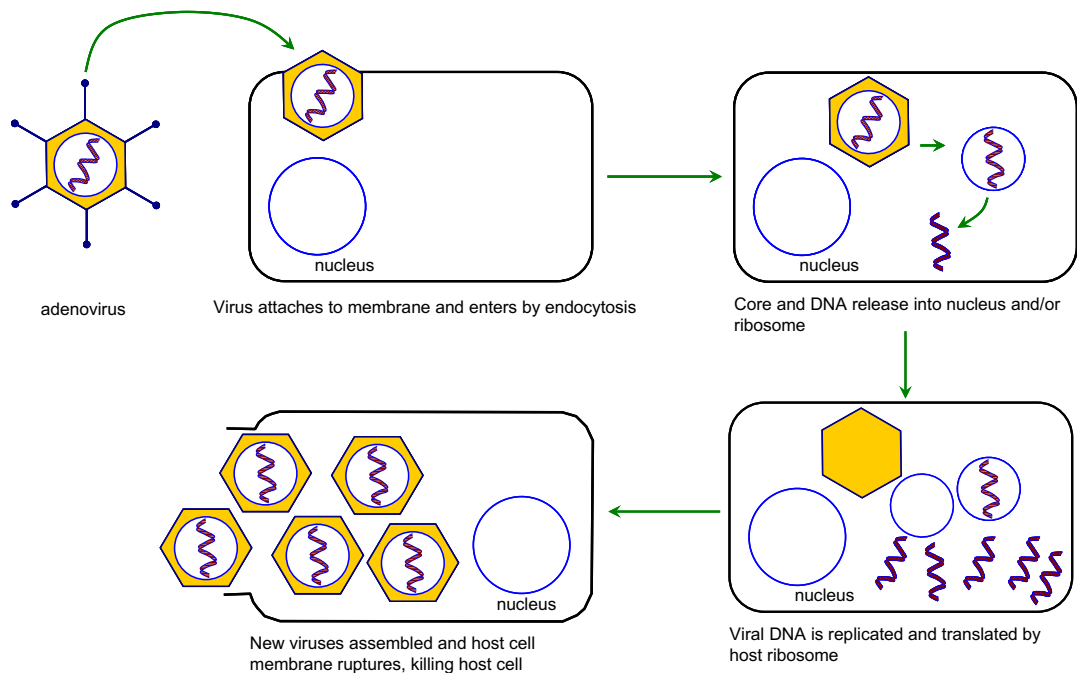 nucleus
nucleus
adenovirus
Virus attaches to membrane and enters by endocytosis
Core and DNA release into nucleus and/or
ribosome
nucleus
nucleus
New viruses assembled and host cell
membrane ruptures, killing host cell
Viral DNA is replicated and translated by
host ribosome